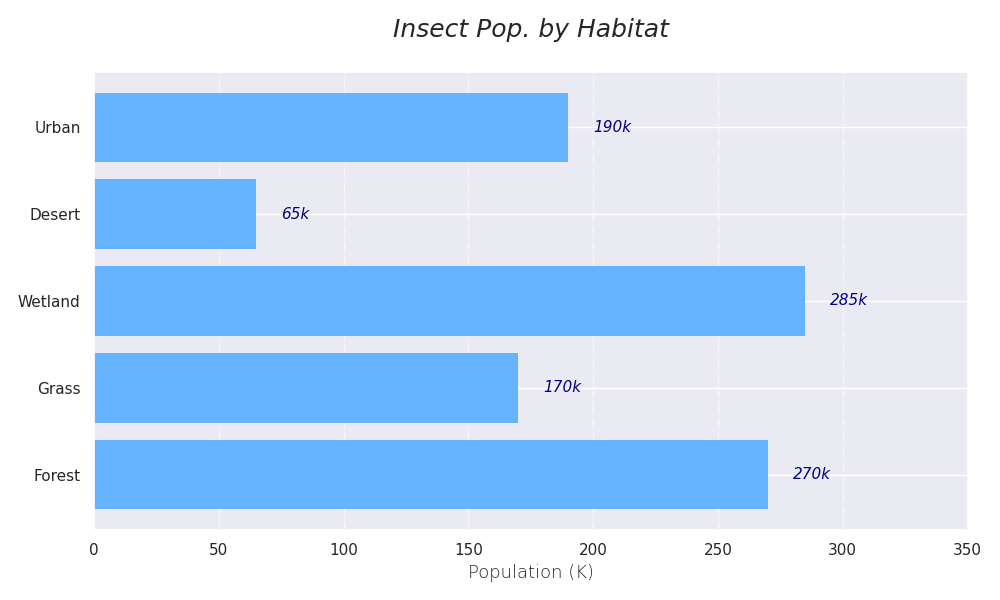 Insect Pop. by Habitat
Urban 190k
Desert 65k
Wetland 285k
Grass 170k
Forest 270k
0 50 100 150 200 250 300 350
Population (K)